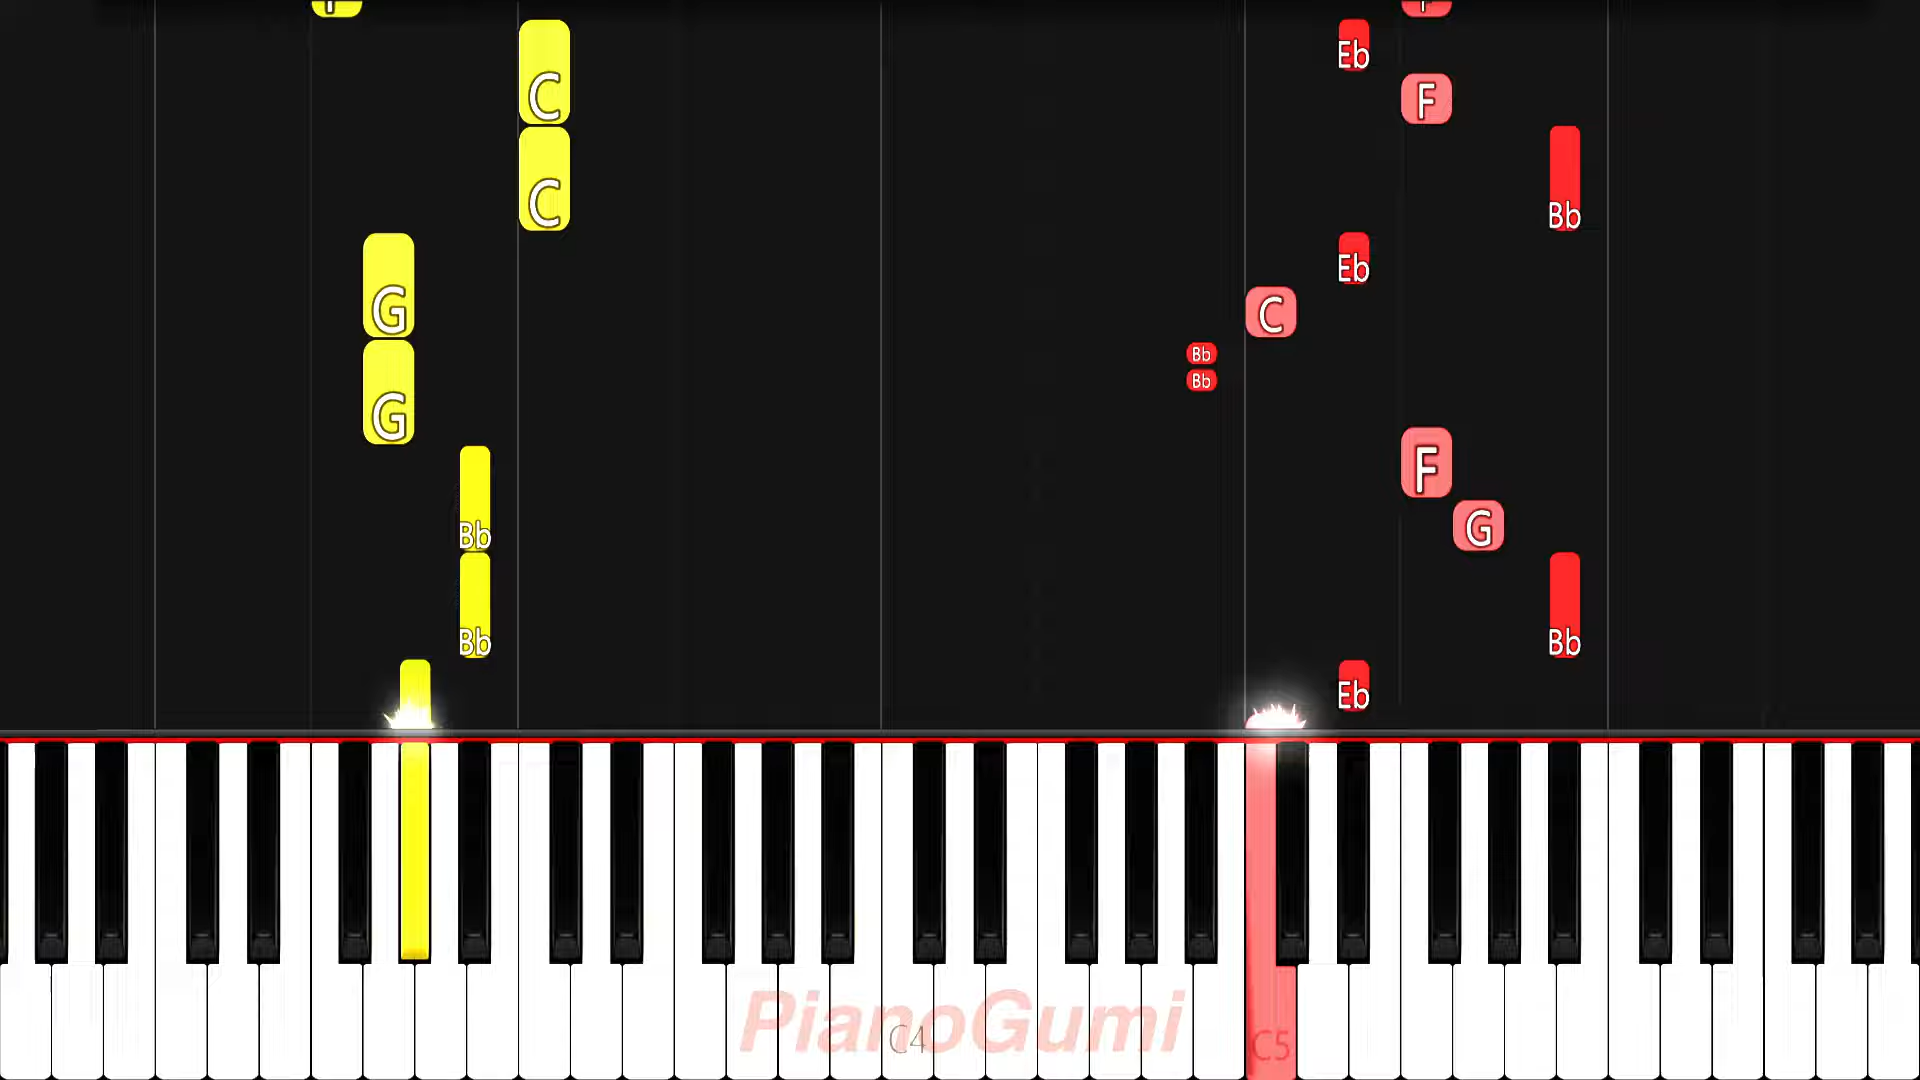 F F
Eb
C F
C Bb
Eb
G C
Bb
Bb
G F
Bb G
Bb Bb
Eb
PianoGumi
C4 C5